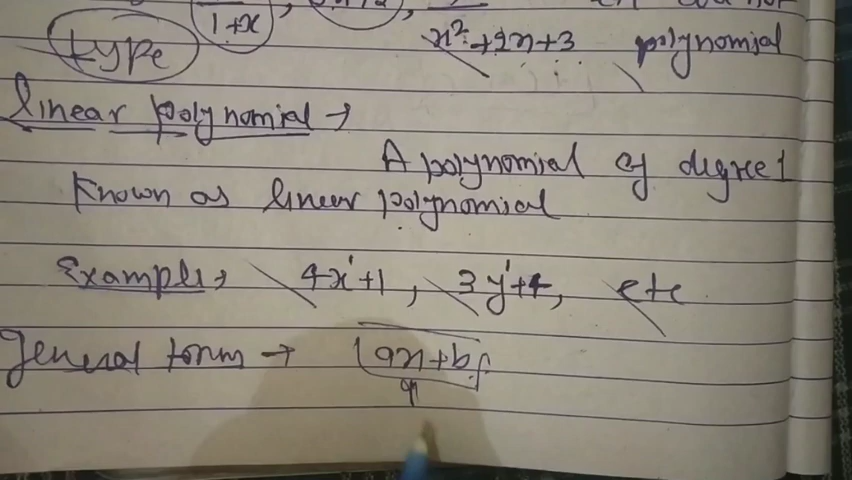 1+x
type x² +2x+3 polynomial
linear polynomial →
A polynomial of degree 1
Known as linear polynomial
Example → 4x¹+1, 3y¹+4, etc
General form → ax+b